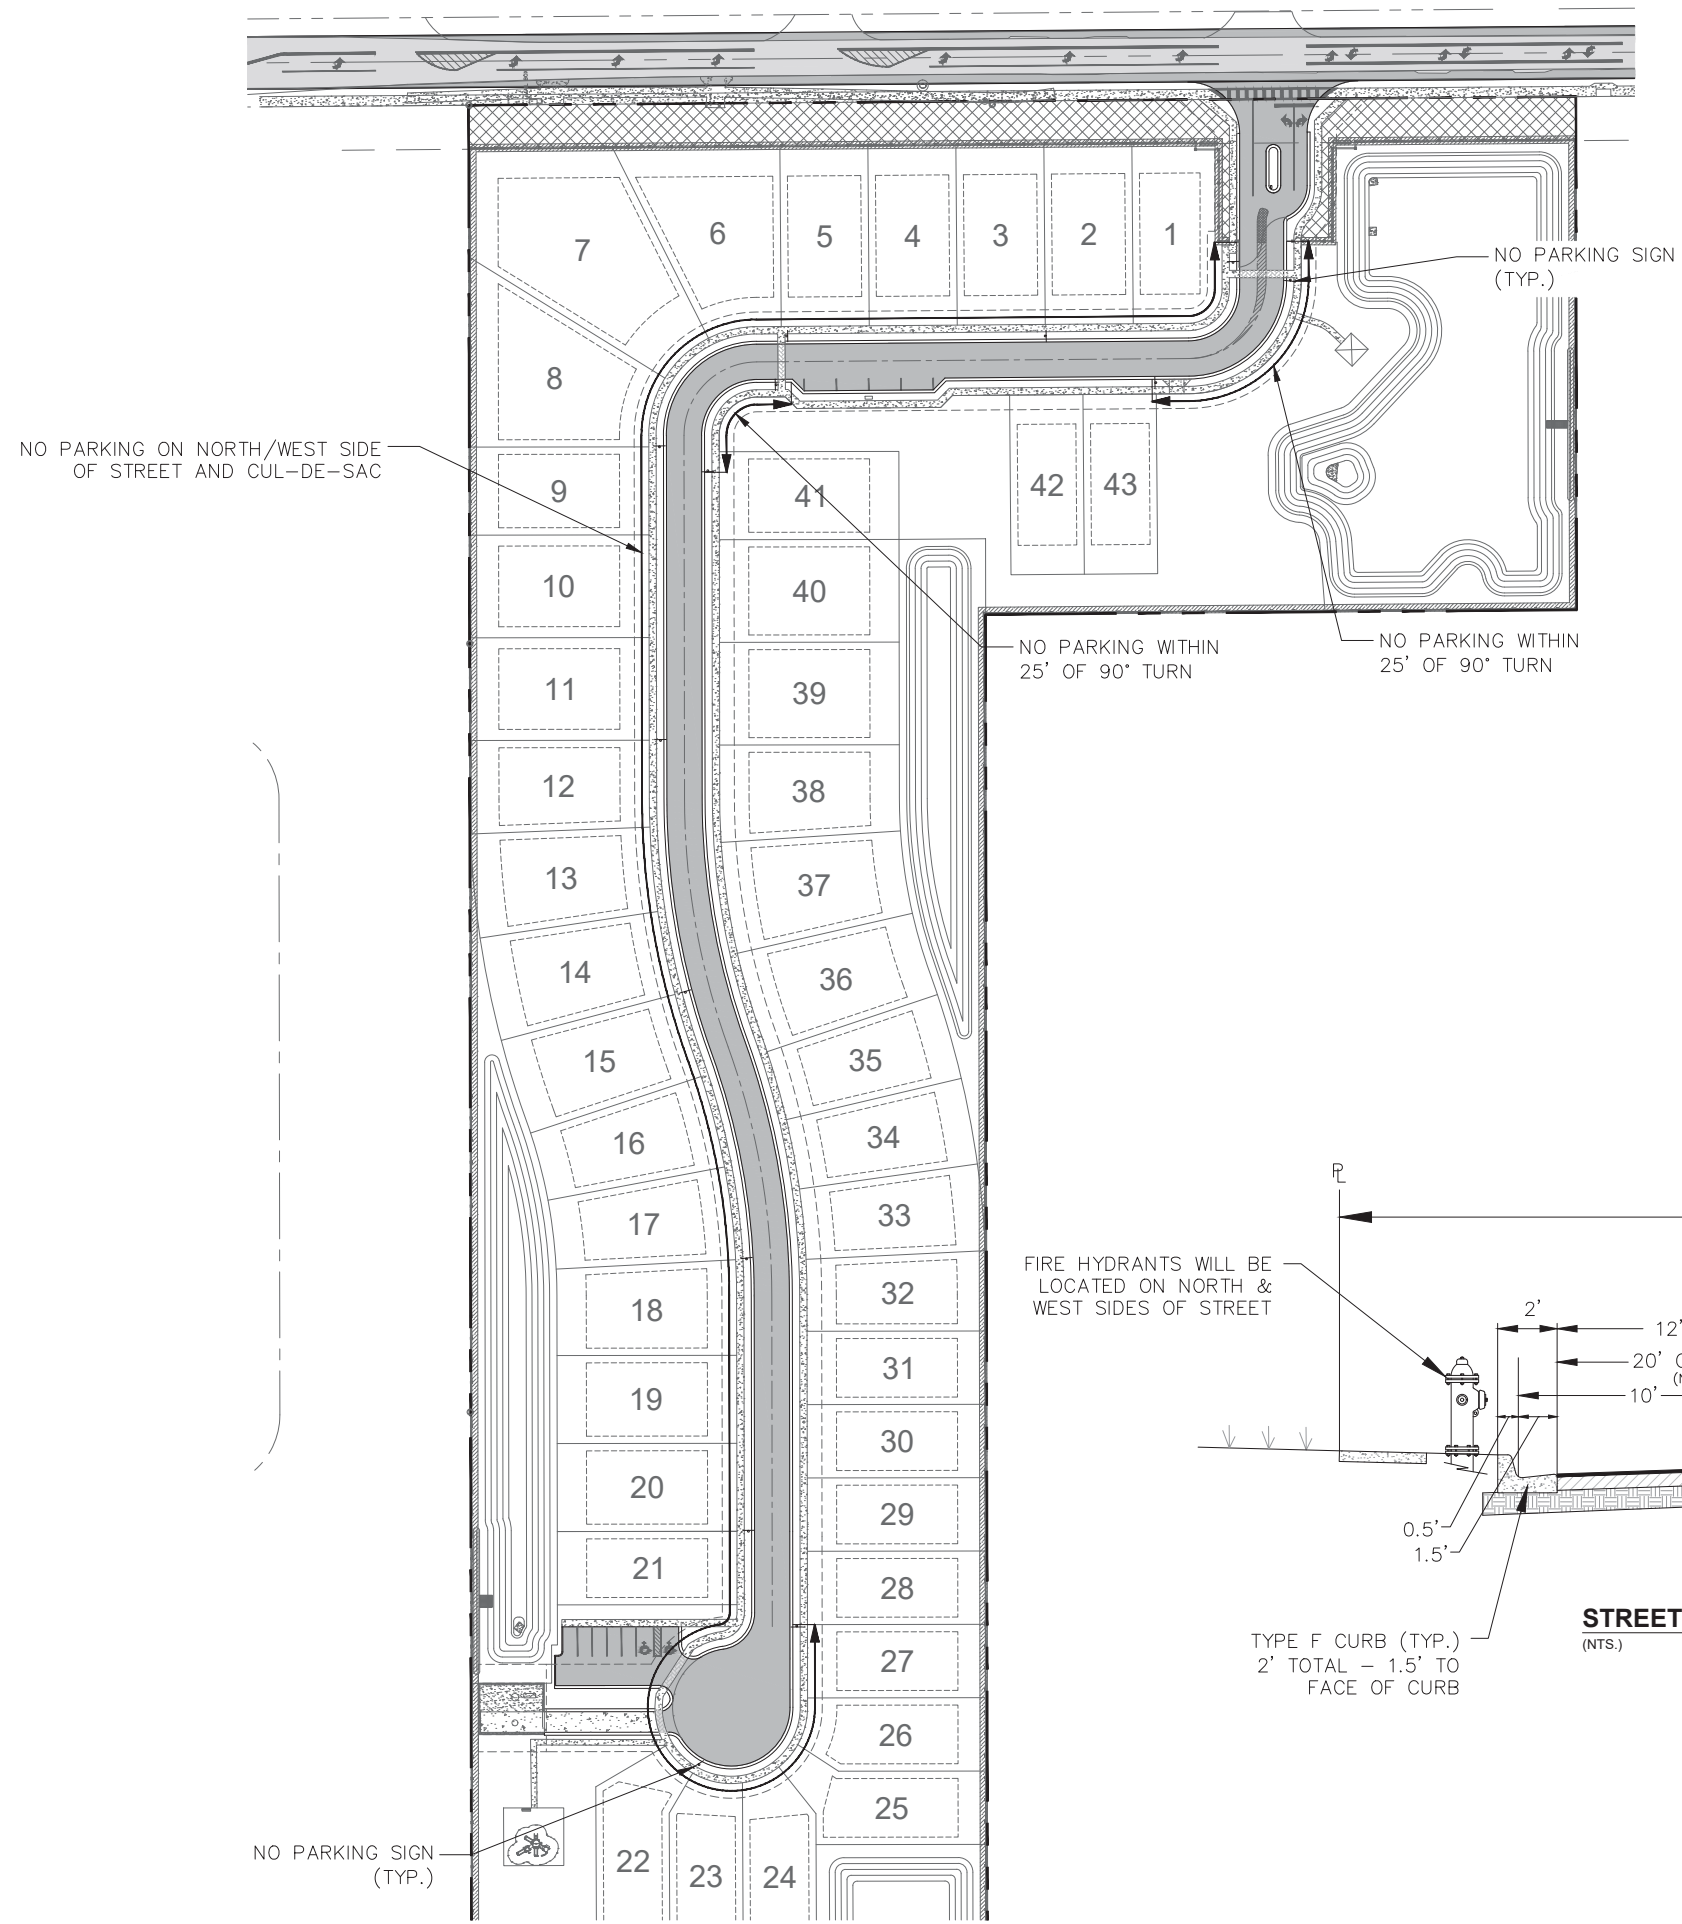 7
6
5
4
3
2
1
NO PARKING SIGN
(TYP.)
8
NO PARKING ON NORTH/WEST SIDE
OF STREET AND CUL-DE-SAC
9
41
42
43
10
40
NO PARKING WITHIN
25' OF 90° TURN
NO PARKING WITHIN
25' OF 90° TURN
11
39
12
38
13
37
14
36
15
35
16
34
17
33
18
32
19
31
20
30
29
21
28
27
26
25
22
23
24
NO PARKING SIGN
(TYP.)
PL
FIRE HYDRANTS WILL BE
LOCATED ON NORTH &
WEST SIDES OF STREET
2'
12'
20'
10'
0.5'
1.5'
STREET
(NTS.)
TYPE F CURB (TYP.)
2' TOTAL – 1.5' TO
FACE OF CURB